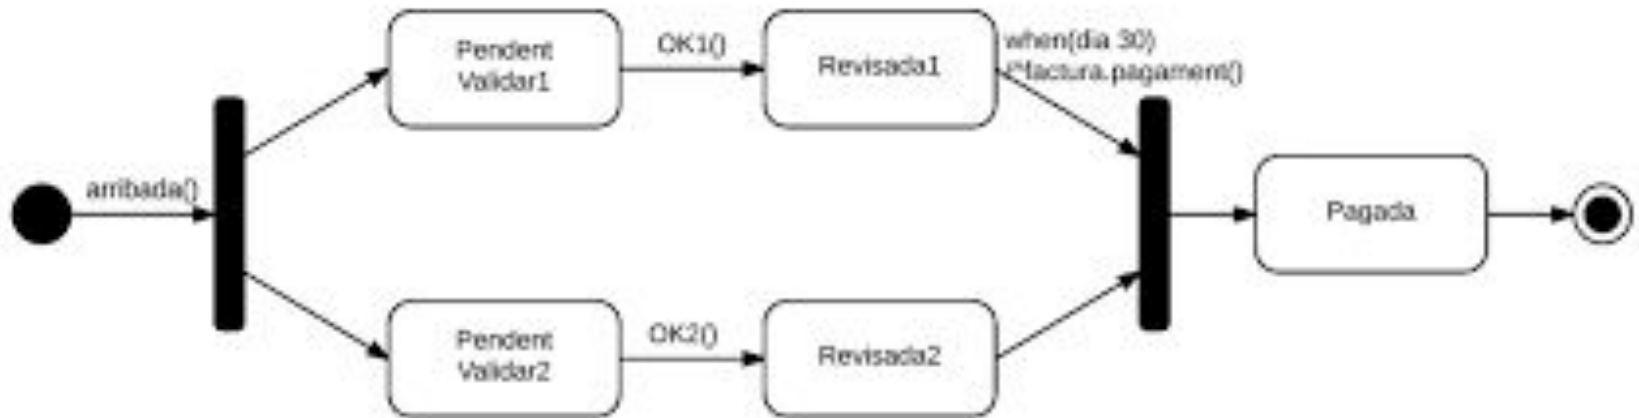 arribada()
Pendent
Validar1
OK1()
Revisada1
when(dia 30)
/^factura.pagament()
Pendent
Validar2
OK2()
Revisada2
Pagada